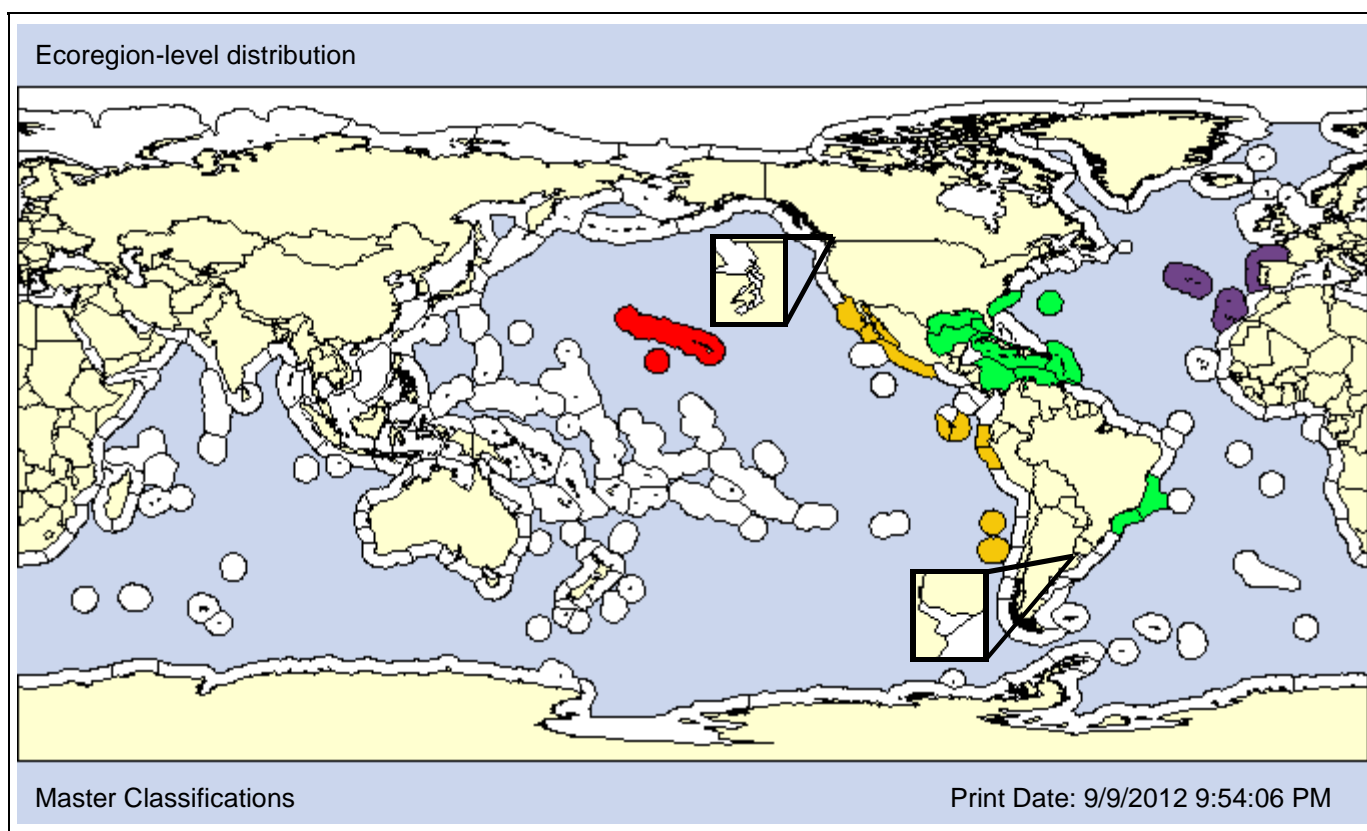 Ecoregion-level distribution
Master Classifications
Print Date: 9/9/2012 9:54:06 PM